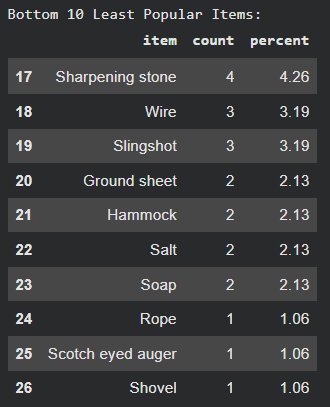 Bottom 10 Least Popular Items:
item count percent
17 Sharpening stone 4 4.26
18 Wire 3 3.19
19 Slingshot 3 3.19
20 Ground sheet 2 2.13
21 Hammock 2 2.13
22 Salt 2 2.13
23 Soap 2 2.13
24 Rope 1 1.06
25 Scotch eyed auger 1 1.06
26 Shovel 1 1.06